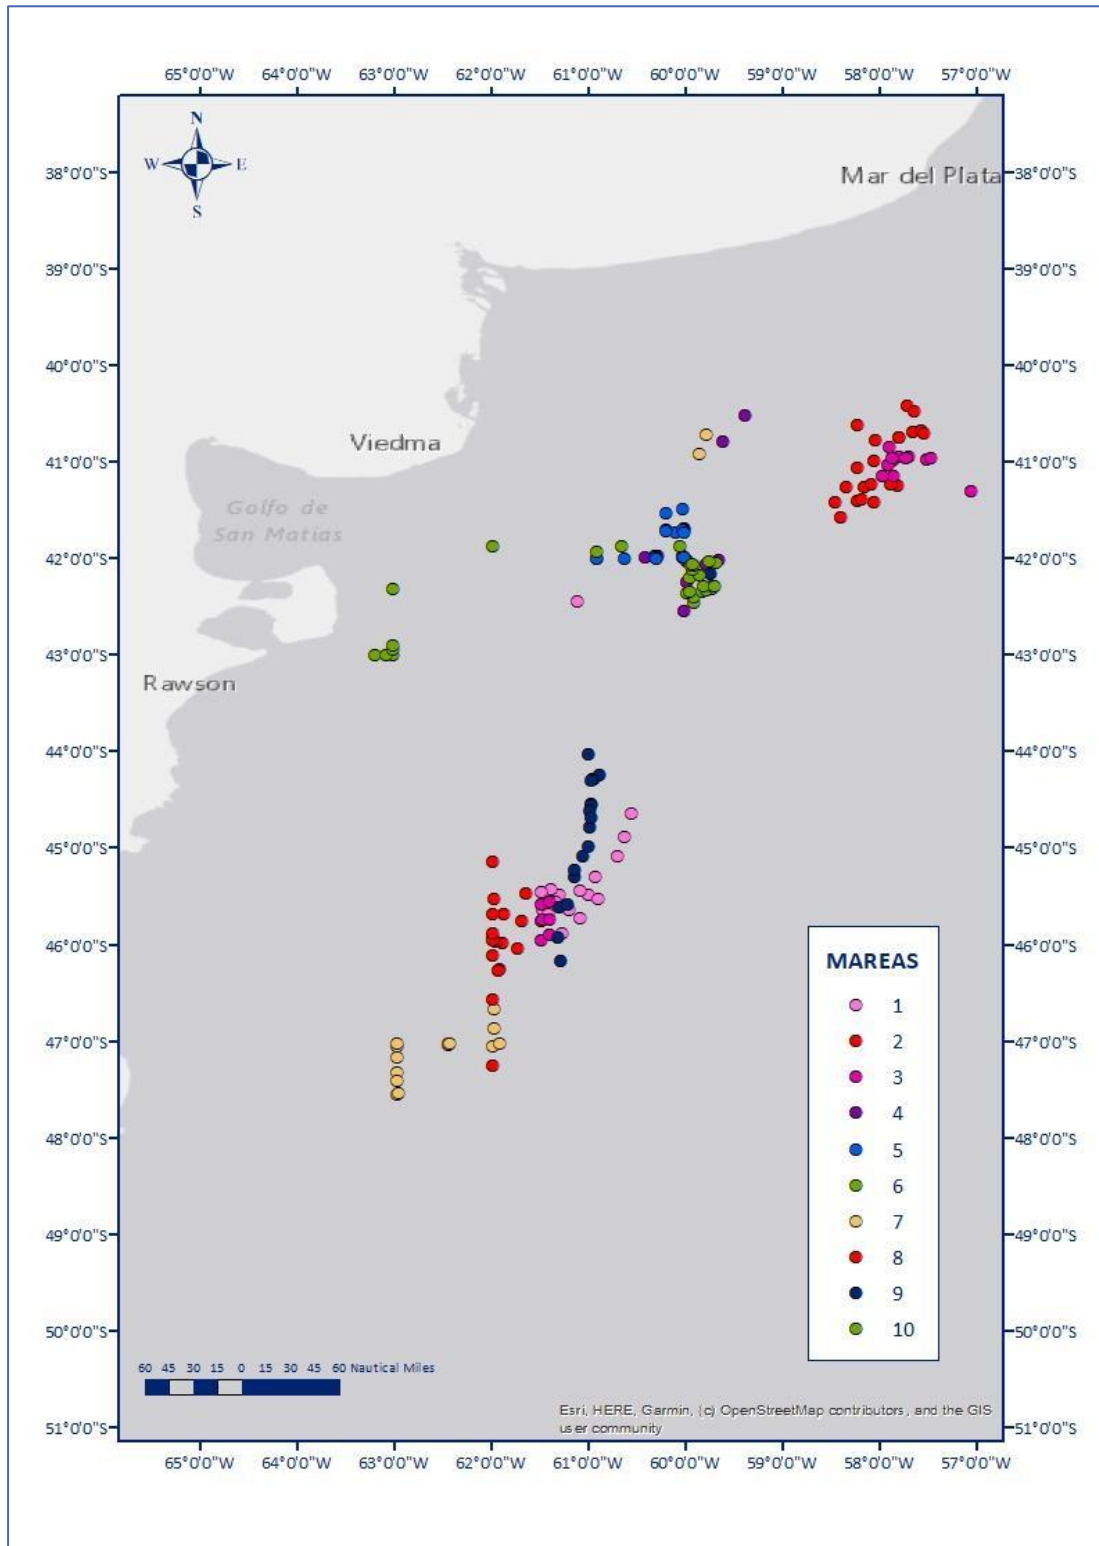 65°0'0"W 64°0'0"W 63°0'0"W 62°0'0"W 61°0'0"W 60°0'0"W 59°0'0"W 58°0'0"W 57°0'0"W
N
W E
S
38°0'0"S Mar del Plata 38°0'0"S
39°0'0"S 39°0'0"S
40°0'0"S 40°0'0"S
Viedma
41°0'0"S 41°0'0"S
Golfo de
San Matías
42°0'0"S 42°0'0"S
43°0'0"S 43°0'0"S
Rawson
44°0'0"S 44°0'0"S
45°0'0"S 45°0'0"S
46°0'0"S 46°0'0"S
MAREAS
1
2
47°0'0"S 47°0'0"S
3
4
48°0'0"S 48°0'0"S
5
6
7
49°0'0"S 49°0'0"S
8
9
10
50°0'0"S 50°0'0"S
60 45 30 15 0 15 30 45 60 Nautical Miles
Esri, HERE, Garmin, (c) OpenStreetMap contributors, and the GIS
user community
51°0'0"S 51°0'0"S
65°0'0"W 64°0'0"W 63°0'0"W 62°0'0"W 61°0'0"W 60°0'0"W 59°0'0"W 58°0'0"W 57°0'0"W